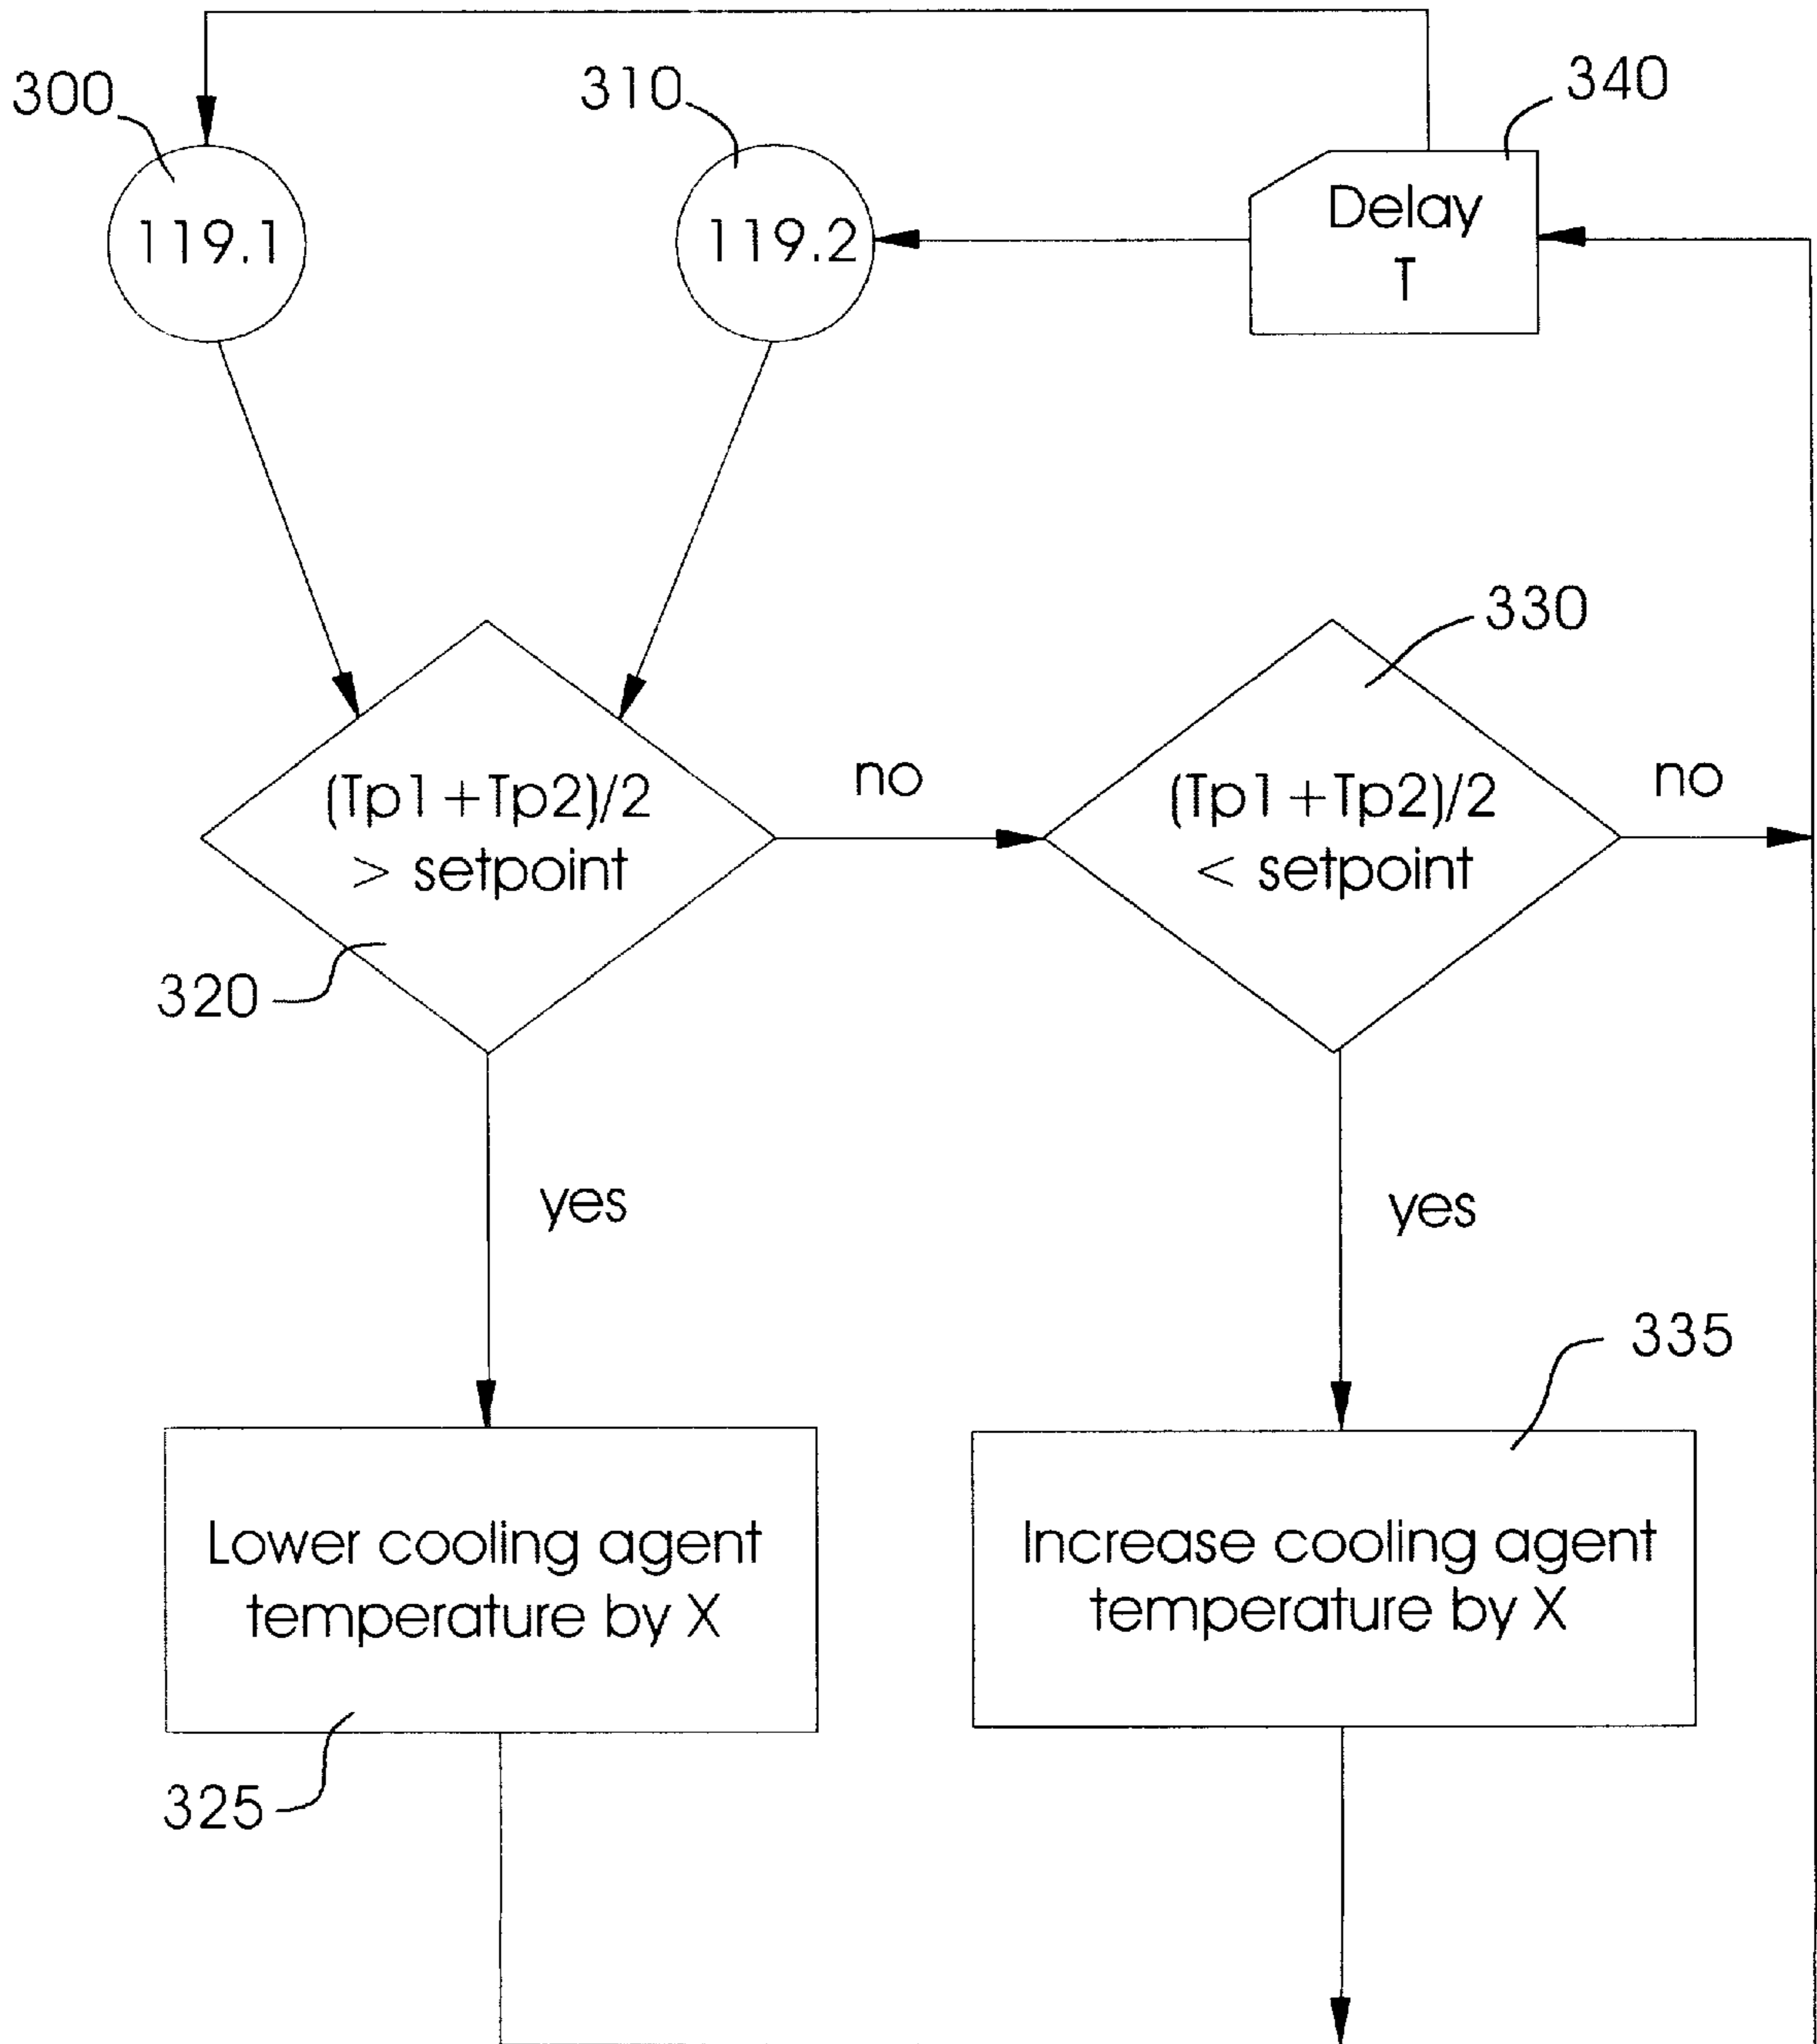 300
310
340
119.1
119.2
Delay
T
330
(Tp1+Tp2)/2
> setpoint
no
(Tp1+Tp2)/2
< setpoint
no
320
yes
yes
335
Lower cooling agent
temperature by X
Increase cooling agent
temperature by X
325